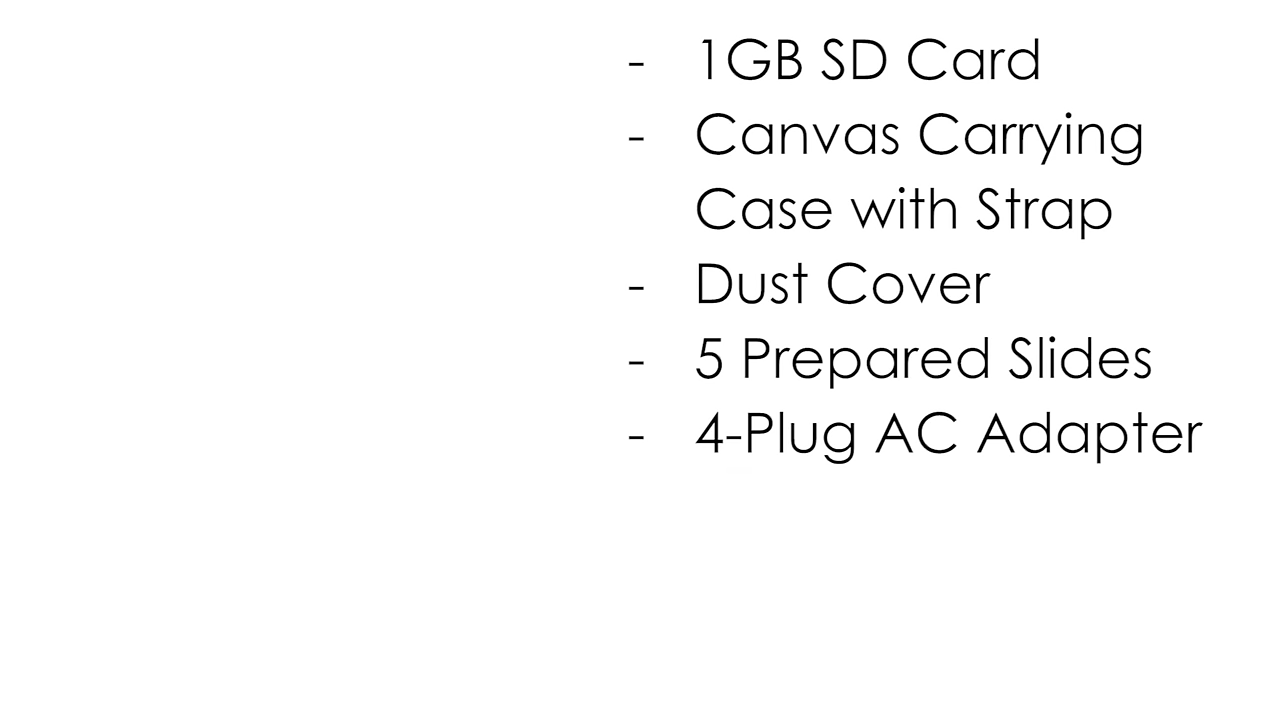 - 1GB SD Card
- Canvas Carrying
Case with Strap
- Dust Cover
- 5 Prepared Slides
- 4-Plug AC Adapter